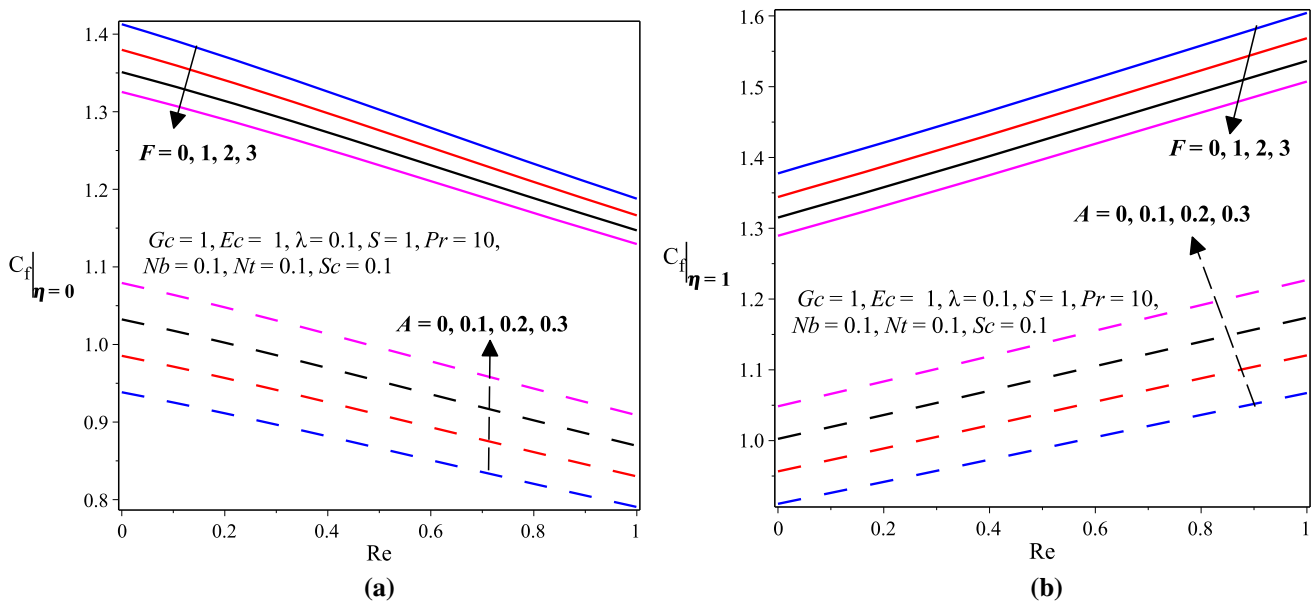 1.4
1.3
1.2
1.1
1.0
0.9
0.8
C_f|η = 0
F = 0, 1, 2, 3
Gc = 1, Ec = 1, λ = 0.1, S = 1, Pr = 10,
Nb = 0.1, Nt = 0.1, Sc = 0.1
A = 0, 0.1, 0.2, 0.3
0 0.2 0.4 0.6 0.8 1
Re
(a)
1.6
1.5
1.4
1.3
1.2
1.1
1.0
C_f|η = 1
F = 0, 1, 2, 3
A = 0, 0.1, 0.2, 0.3
Gc = 1, Ec = 1, λ = 0.1, S = 1, Pr = 10,
Nb = 0.1, Nt = 0.1, Sc = 0.1
0 0.2 0.4 0.6 0.8 1
Re
(b)